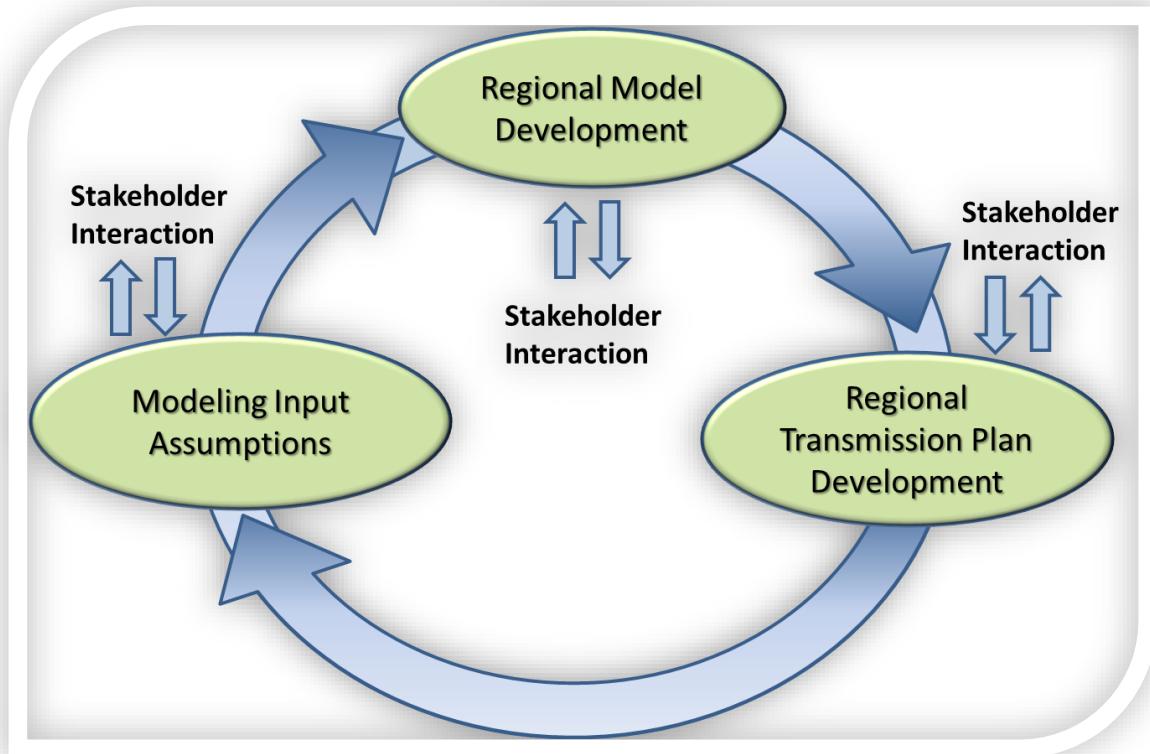 Regional Model
Development
Stakeholder
Interaction
Stakeholder
Interaction
Stakeholder
Interaction
Modeling Input
Assumptions
Regional
Transmission Plan
Development